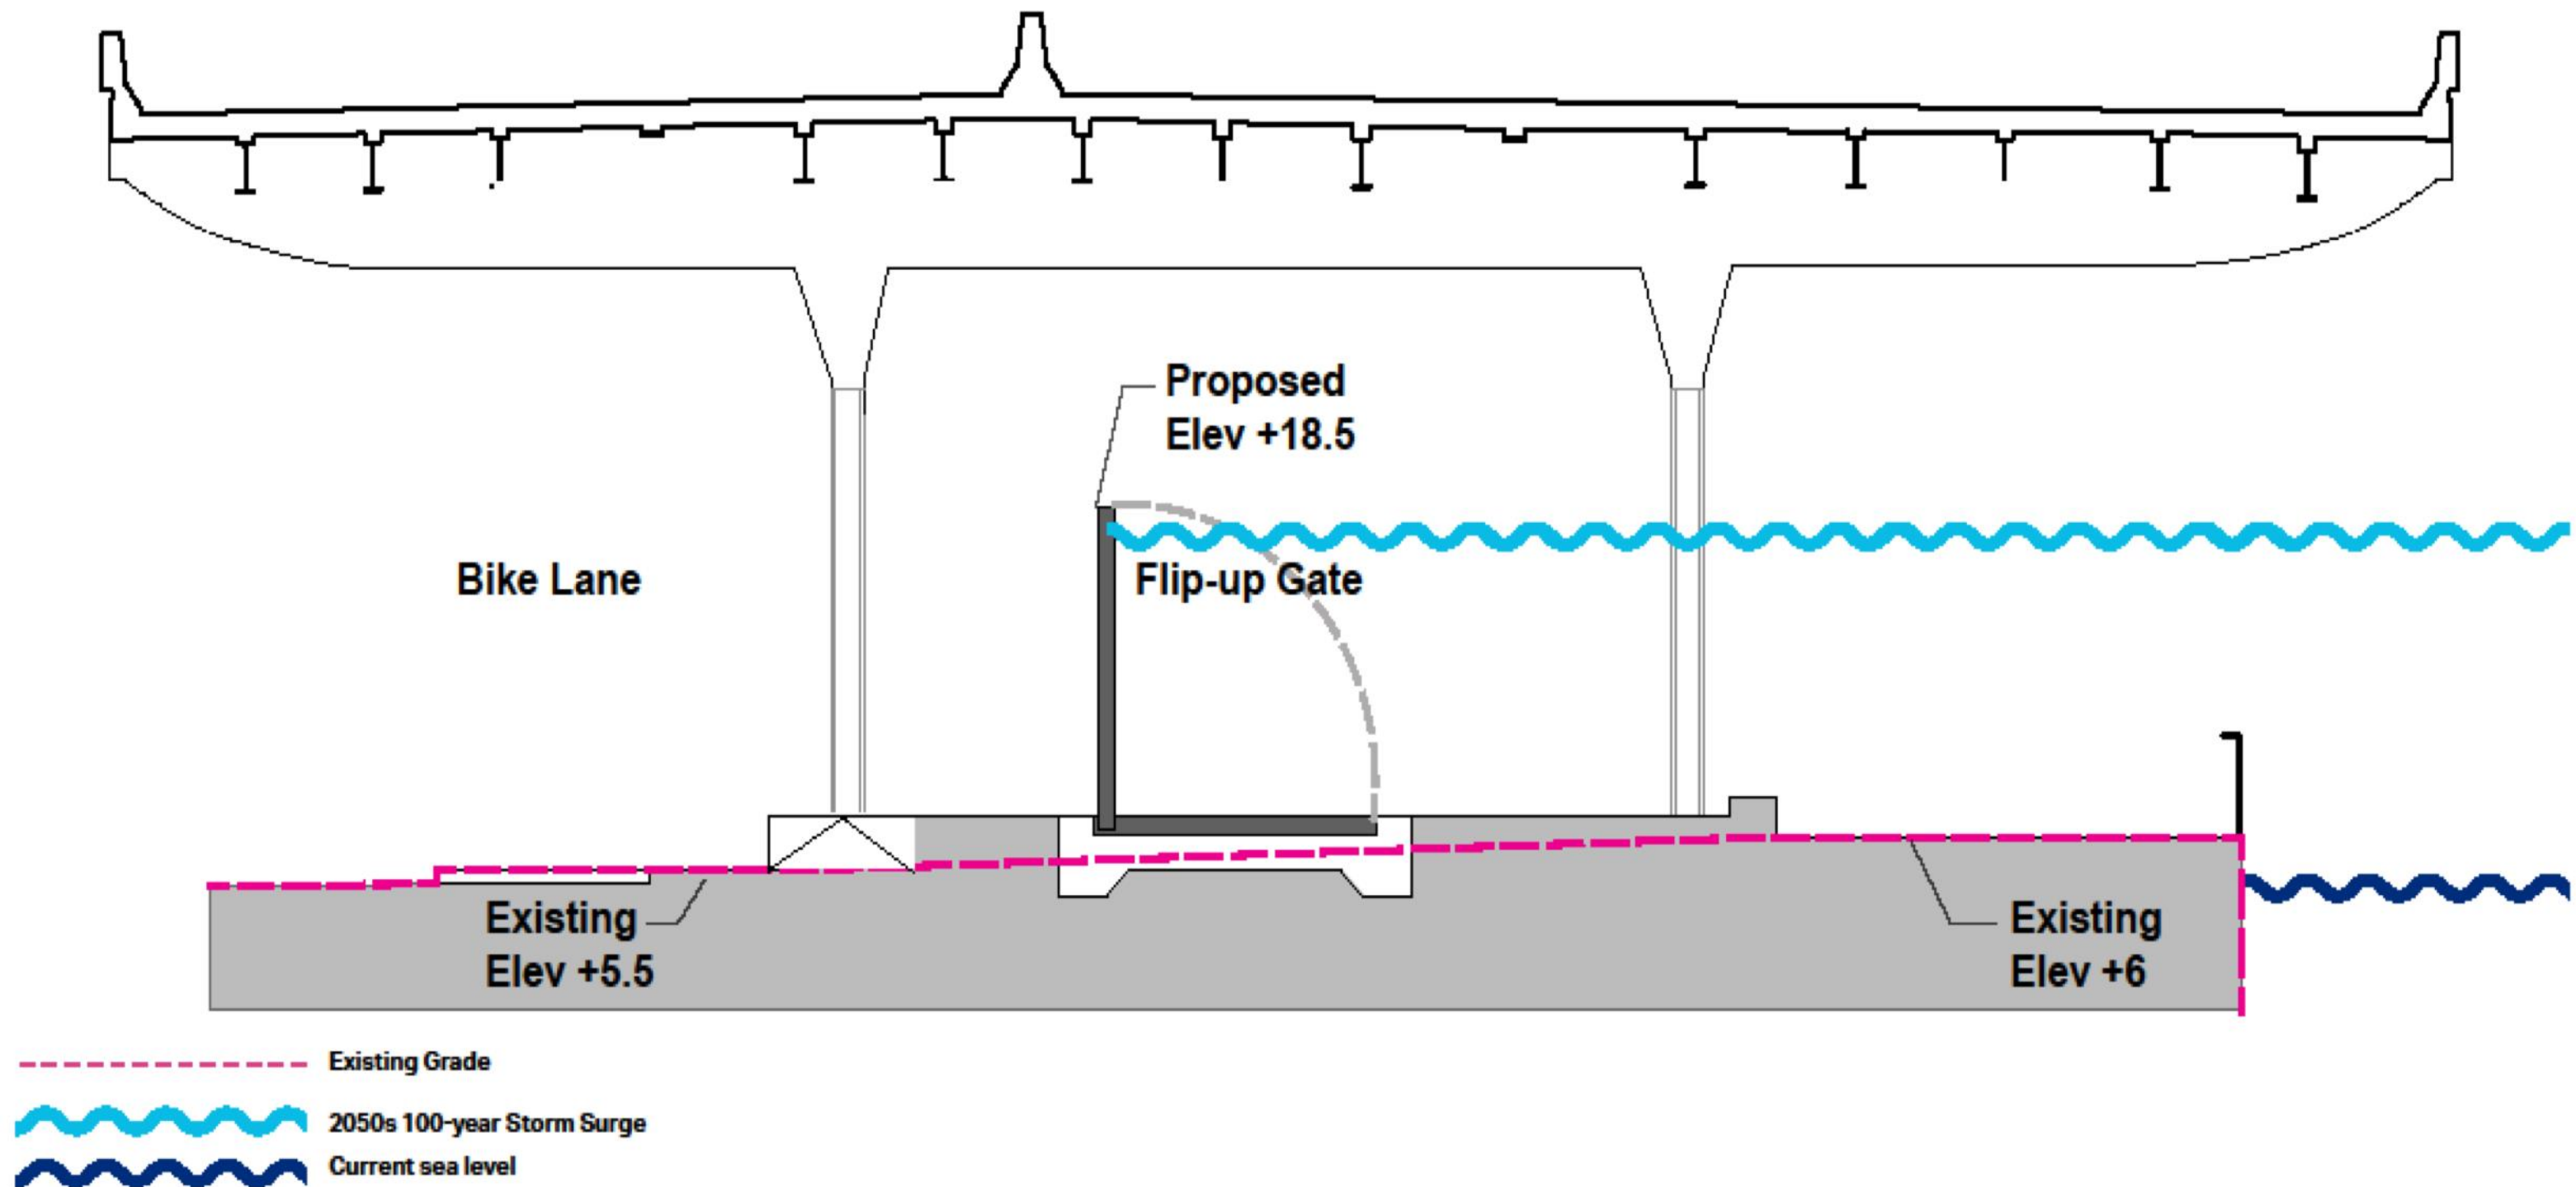 Proposed
Elev +18.5
Bike Lane
Flip-up Gate
Existing
Elev +5.5
Existing
Elev +6
Existing Grade
2050s 100-year Storm Surge
Current sea level